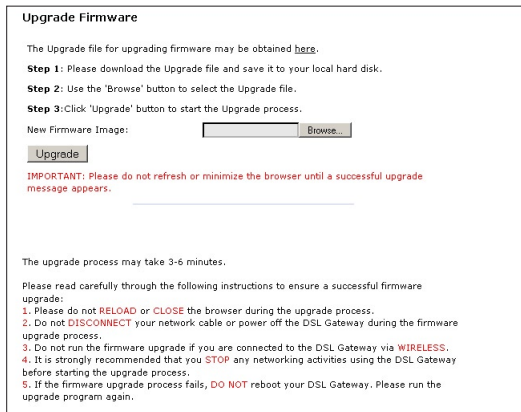 Upgrade Firmware
The Upgrade file for upgrading firmware may be obtained here.
Step 1: Please download the Upgrade file and save it to your local hard disk.
Step 2: Use the 'Browse' button to select the Upgrade file.
Step 3:Click 'Upgrade' button to start the Upgrade process.
New Firmware Image: Browse...
Upgrade
IMPORTANT: Please do not refresh or minimize the browser until a successful upgrade
message appears.
The upgrade process may take 3-6 minutes.
Please read carefully through the following instructions to ensure a successful firmware
upgrade:
1. Please do not RELOAD or CLOSE the browser during the upgrade process.
2. Do not DISCONNECT your network cable or power off the DSL Gateway during the firmware
upgrade process.
3. Do not run the firmware upgrade if you are connected to the DSL Gateway via WIRELESS.
4. It is strongly recommended that you STOP any networking activities using the DSL Gateway
before starting the upgrade process.
5. If the firmware upgrade process fails, DO NOT reboot your DSL Gateway. Please run the
upgrade program again.